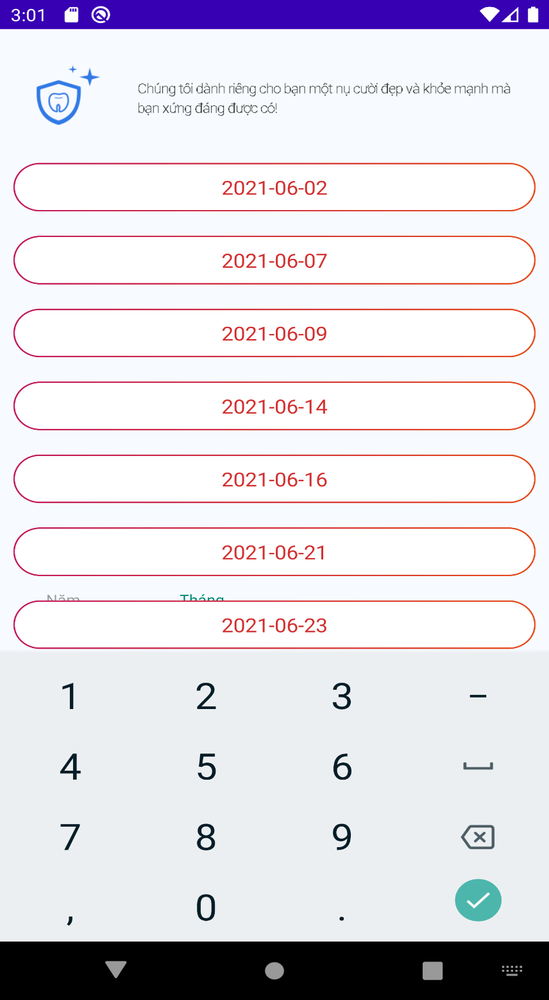 3:01
Chúng tôi dành riêng cho bạn một nụ cười đẹp và khỏe mạnh mà
bạn xứng đáng được có!
2021-06-02
2021-06-07
2021-06-09
2021-06-14
2021-06-16
2021-06-21
Năm Tháng
2021-06-23
1 2 3 –
4 5 6
7 8 9
, 0 .